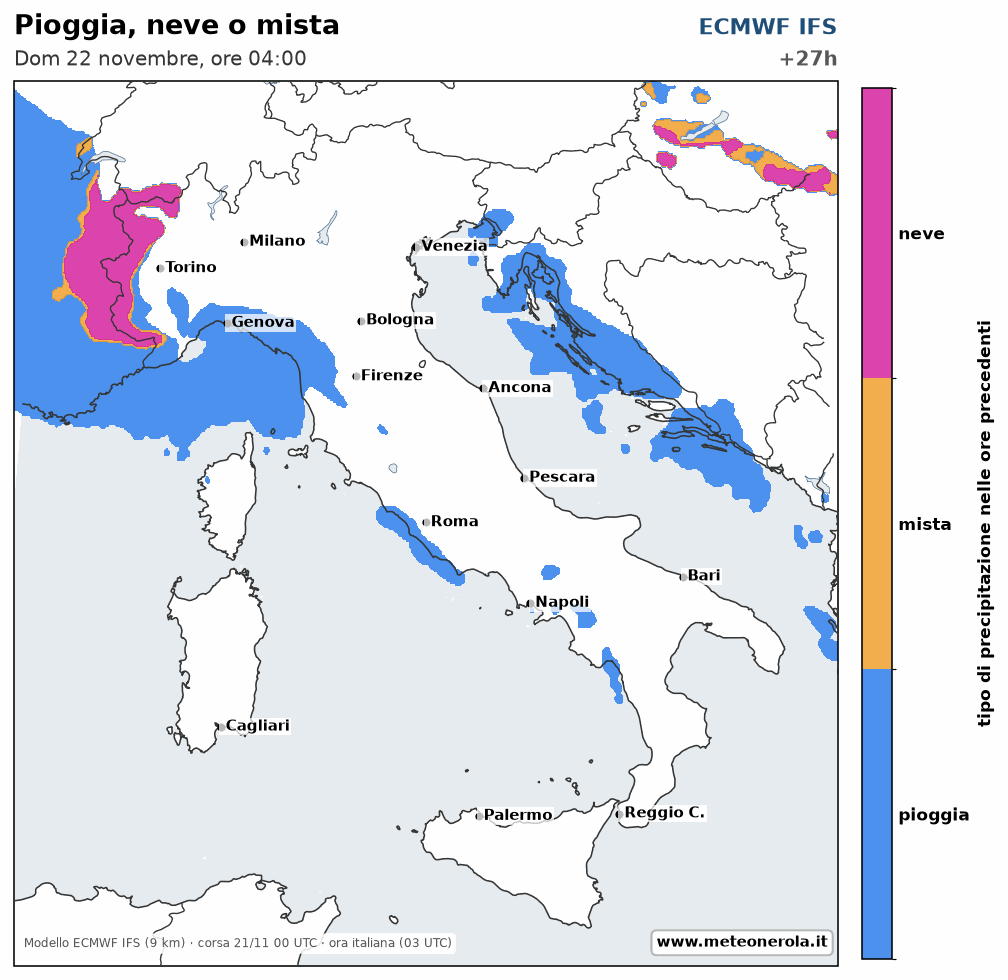 Pioggia, neve o mista
ECMWF IFS
Dom 22 novembre, ore 04:00
+27h
neve
mista
pioggia
tipo di precipitazione nelle ore precedenti
Milano
Venezia
Torino
Genova
Bologna
Firenze
Ancona
Pescara
Roma
Bari
Napoli
Cagliari
Palermo
Reggio C.
Modello ECMWF IFS (9 km) · corsa 21/11 00 UTC · ora italiana (03 UTC)
www.meteonerola.it